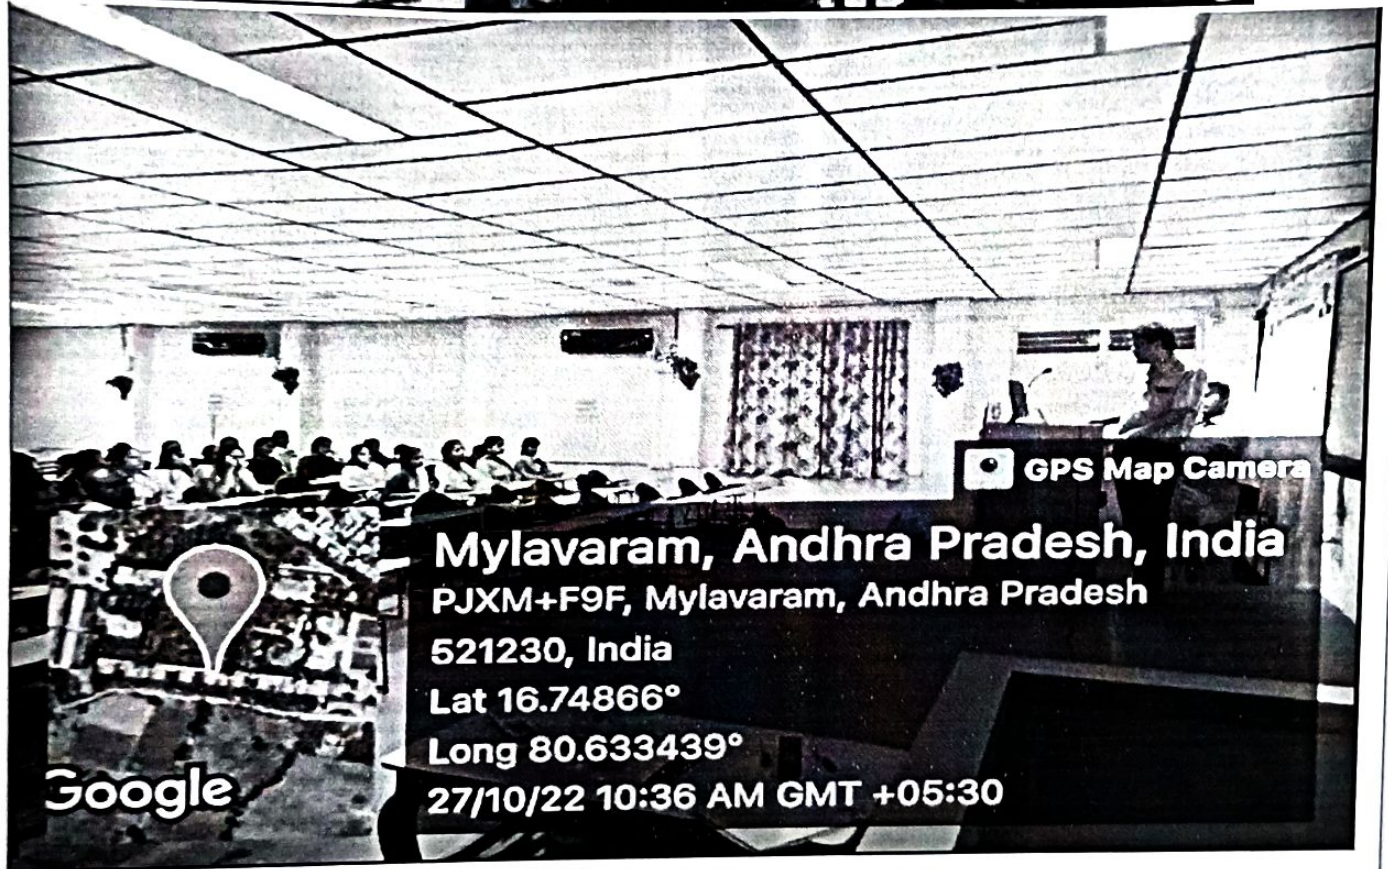 GPS Map Camera
Mylavaram, Andhra Pradesh, India
PJXM+F9F, Mylavaram, Andhra Pradesh
521230, India
Lat 16.74866°
Long 80.633439°
27/10/22 10:36 AM GMT +05:30
Google